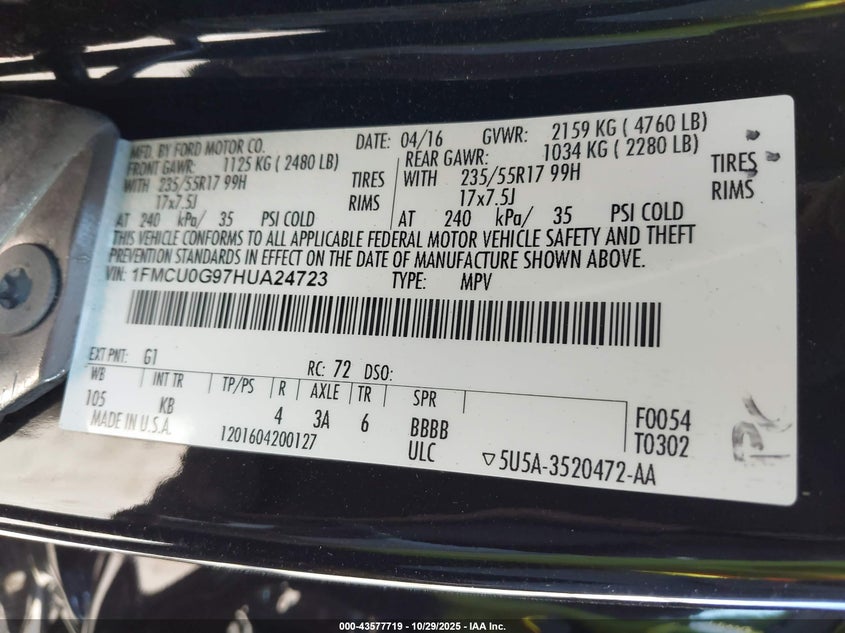 MFD. BY FORD MOTOR CO. DATE: 04/16 GVWR: 2159 KG ( 4760 LB)
FRONT GAWR: 1125 KG ( 2480 LB) REAR GAWR: 1034 KG ( 2280 LB)
WITH 235/55R17 99H TIRES WITH 235/55R17 99H TIRES
17x7.5J RIMS 17x7.5J RIMS
AT 240 kPa/ 35 PSI COLD AT 240 kPa/ 35 PSI COLD
THIS VEHICLE CONFORMS TO ALL APPLICABLE FEDERAL MOTOR VEHICLE SAFETY AND THEFT
PREVENTION STANDARDS IN EFFECT ON THE DATE OF MANUFACTURE SHOWN ABOVE.
VIN: 1FMCU0G97HUA24723 TYPE: MPV
EXT PNT: G1 RC: 72 DSO:
WB INT TR TP/PS R AXLE TR SPR
105 KB 4 3A 6 BBBB F0054
MADE IN U.S.A. 1201604200127 ULC T0302
5U5A-3520472-AA
000-43577719 - 10/29/2025 - IAA Inc.